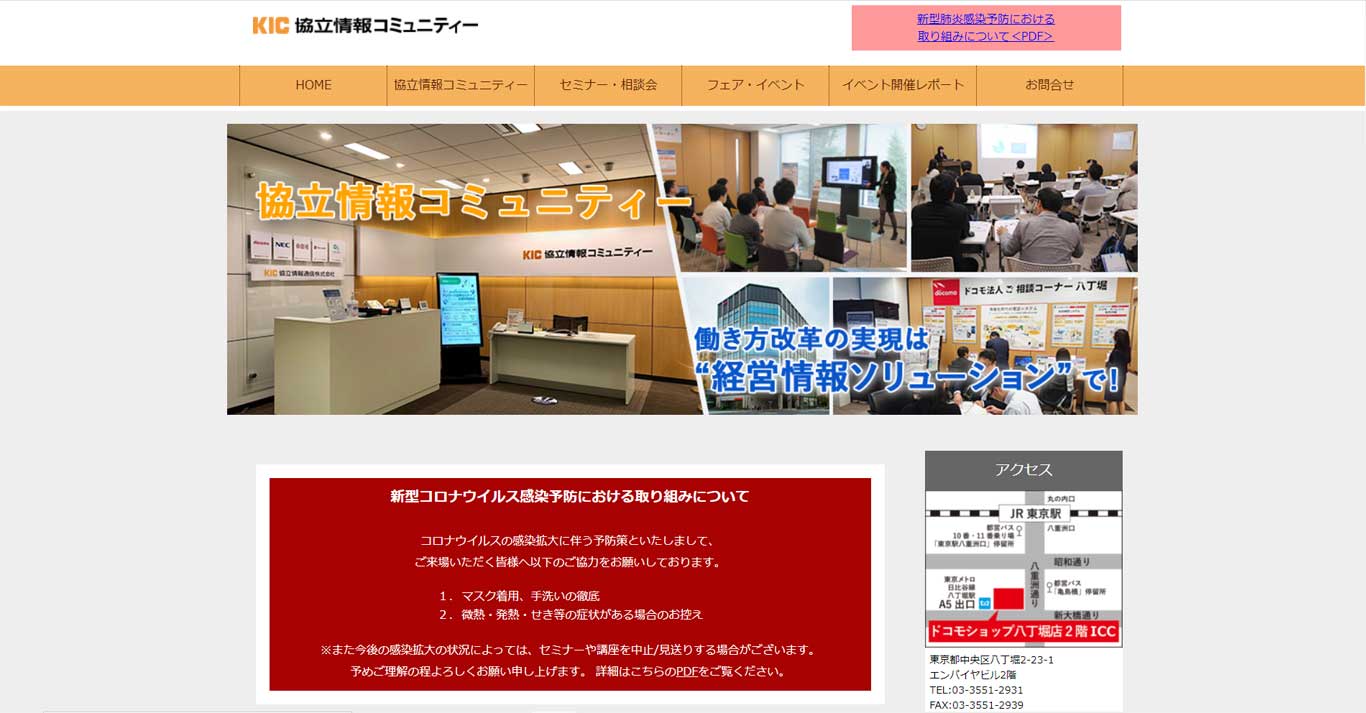 KIC 協立情報コミュニティー
新型肺炎感染予防における
取り組みについて＜PDF＞
HOME
協立情報コミュニティー
セミナー・相談会
フェア・イベント
イベント開催レポート
お問合せ
協立情報コミュニティー
docomo
NEC
KIC 協立情報通信株式会社
KIC 協立情報コミュニティー
docomo
ドコモ法人ご相談コーナー 八丁堀
働き方改革の実現は
“経営情報ソリューション”で!
新型コロナウイルス感染予防における取り組みについて
コロナウイルスの感染拡大に伴う予防策といたしまして、
ご来場いただく皆様へ以下のご協力をお願いしております。
１．マスク着用、手洗いの徹底
２．微熱・発熱・せき等の症状がある場合のお控え
※また今後の感染拡大の状況によっては、セミナーや講座を中止/見送りする場合がございます。
予めご理解の程よろしくお願い申し上げます。 詳細はこちらのPDFをご覧ください。
アクセス
丸の内口
JR 東京駅
都営バス
10番・11番乗り場
「東京駅八重洲口」停留所
八重洲口
昭和通り
八重洲通り
東京メトロ
日比谷線
八丁堀駅
A5 出口
都営バス
「亀島橋」停留所
新大橋通り
ドコモショップ八丁堀店２階 ICC
東京都中央区八丁堀2-23-1
エンパイヤビル2階
TEL:03-3551-2931
FAX:03-3551-2939